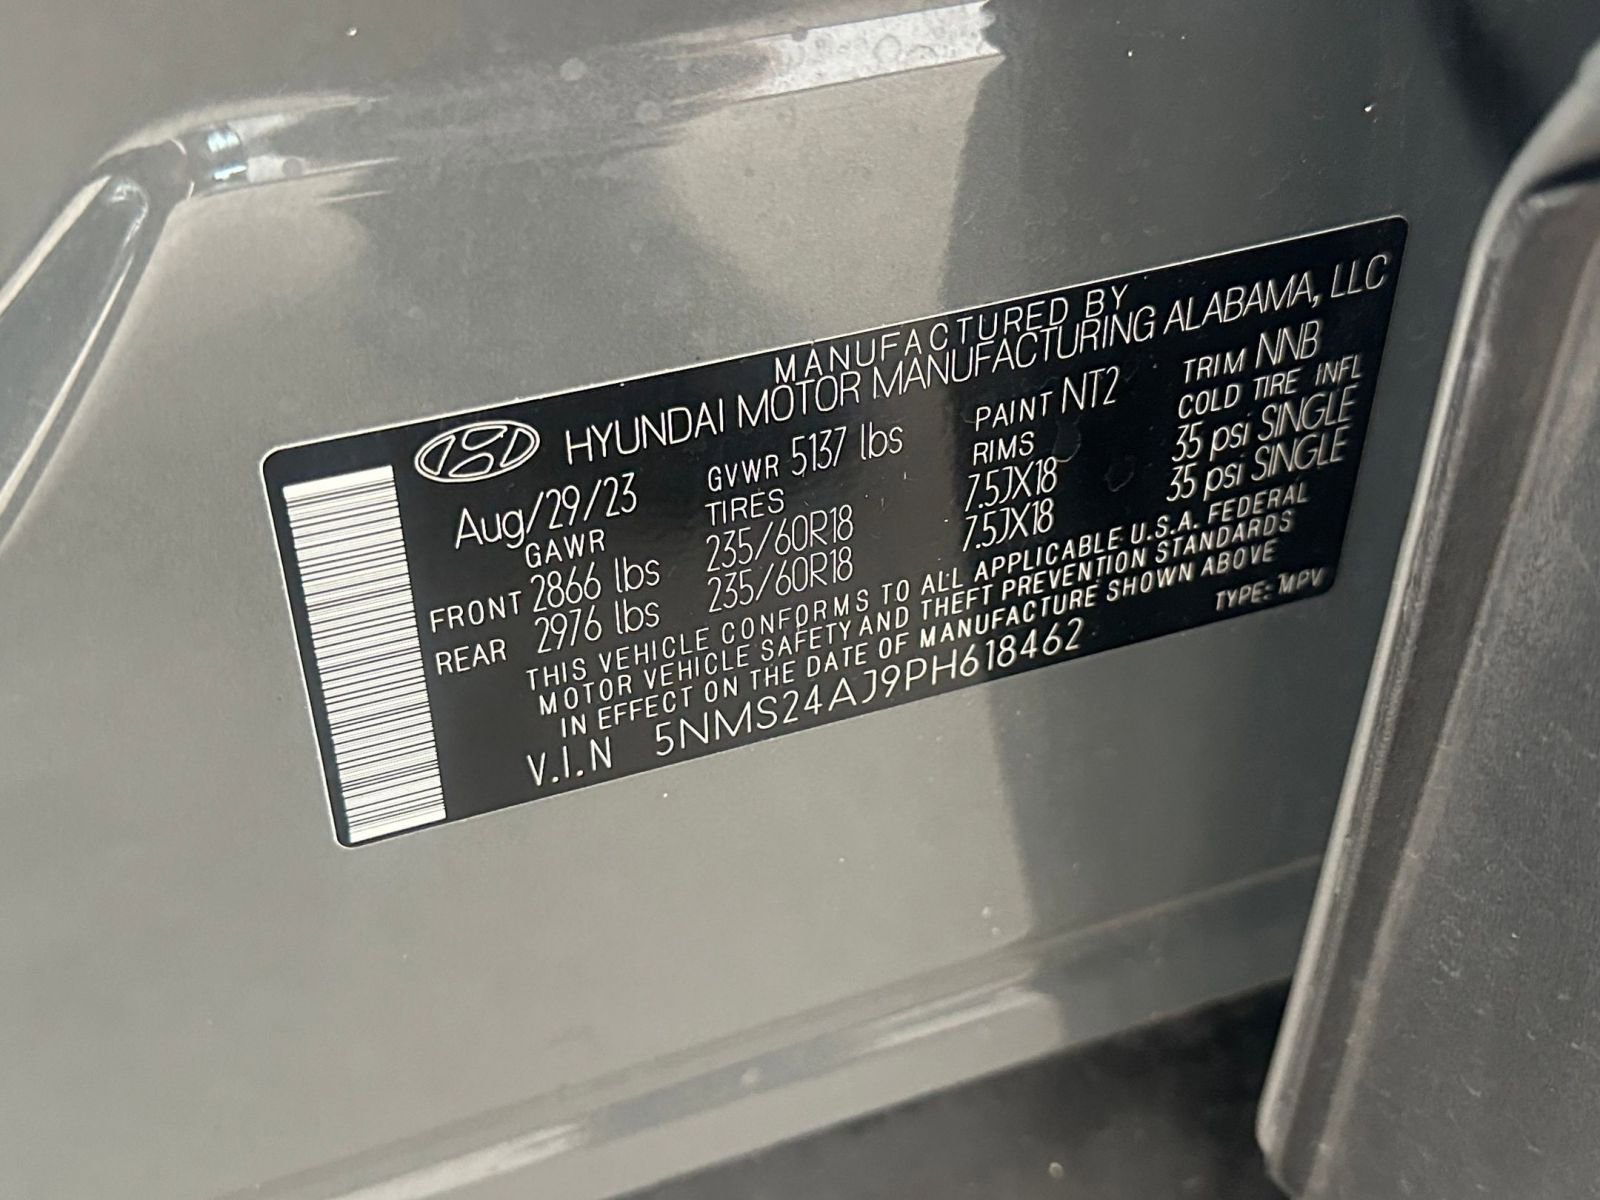 MANUFACTURED BY
HYUNDAI MOTOR MANUFACTURING ALABAMA, LLC
Aug/29/23 GVWR 5137 lbs PAINT NT2 TRIM NNB
GAWR TIRES RIMS COLD TIRE INFL
FRONT 2866 lbs 235/60R18 7.5JX18 35 psi SINGLE
REAR 2976 lbs 235/60R18 7.5JX18 35 psi SINGLE
THIS VEHICLE CONFORMS TO ALL APPLICABLE U.S.A. FEDERAL
MOTOR VEHICLE SAFETY AND THEFT PREVENTION STANDARDS
IN EFFECT ON THE DATE OF MANUFACTURE SHOWN ABOVE
V.I.N 5NMS24AJ9PH618462 TYPE: MPV